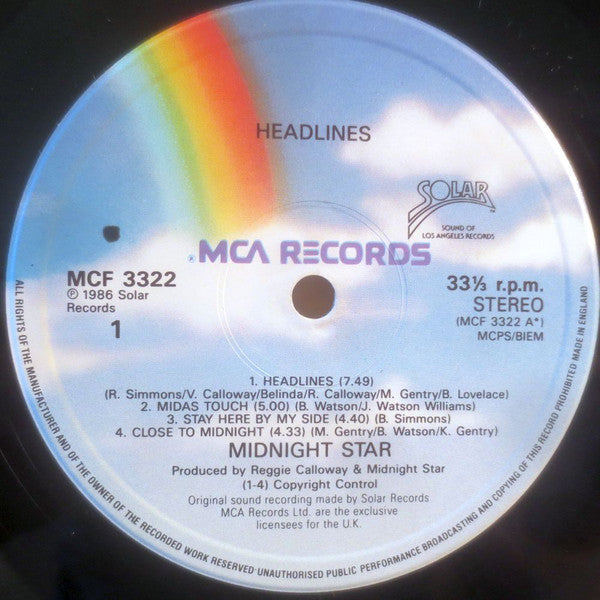 HEADLINES
SOLAR
SOUND OF
LOS ANGELES RECORDS
®MCA RECORDS
MCF 3322
℗ 1986 Solar
Records
1
33⅓ r.p.m.
STEREO
(MCF 3322 A*)
MCPS/BIEM
1. HEADLINES (7.49)
(R. Simmons/V. Calloway/Belinda/R. Calloway/M. Gentry/B. Lovelace)
2. MIDAS TOUCH (5.00) (B. Watson/J. Watson Williams)
3. STAY HERE BY MY SIDE (4.40) (B. Simmons)
4. CLOSE TO MIDNIGHT (4.33) (M. Gentry/B. Watson/K. Gentry)
MIDNIGHT STAR
Produced by Reggie Calloway & Midnight Star
(1-4) Copyright Control
Original sound recording made by Solar Records
MCA Records Ltd. are the exclusive
licensees for the U.K.
ALL RIGHTS OF THE MANUFACTURER AND OF THE OWNER OF THE RECORDED WORK RESERVED·UNAUTHORISED PUBLIC PERFORMANCE BROADCASTING AND COPYING OF THIS RECORD PROHIBITED MADE IN ENGLAND